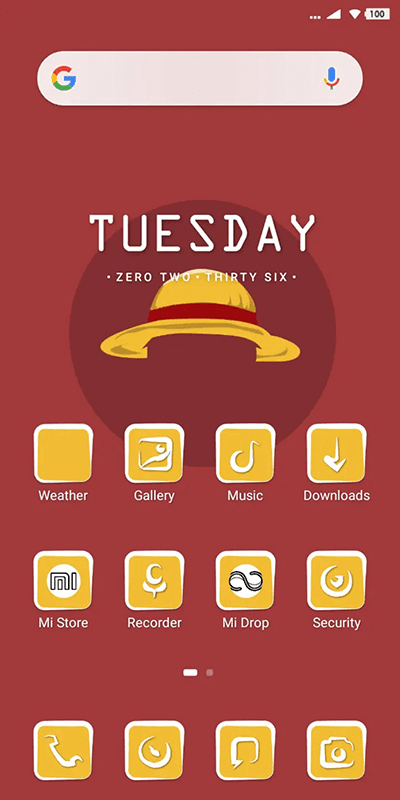 100
TUESDAY
• ZERO TWO • THIRTY SIX •
Weather Gallery Music Downloads
Mi Store Recorder Mi Drop Security